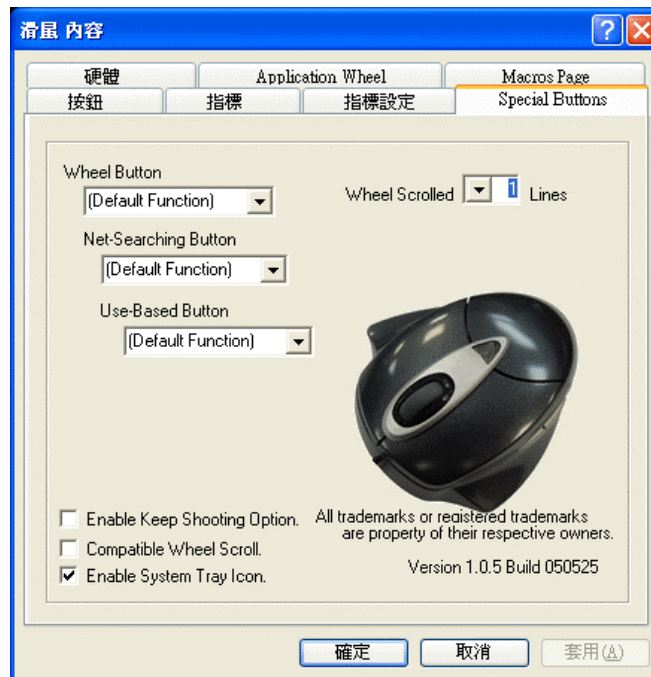 滑鼠 內容
硬體 Application Wheel Macros Page
按鈕 指標 指標設定 Special Buttons
Wheel Button
(Default Function)
Wheel Scrolled 1 Lines
Net-Searching Button
(Default Function)
Use-Based Button
(Default Function)
Enable Keep Shooting Option.
Compatible Wheel Scroll.
Enable System Tray Icon.
All trademarks or registered trademarks
are property of their respective owners.
Version 1.0.5 Build 050525
確定 取消 套用(A)